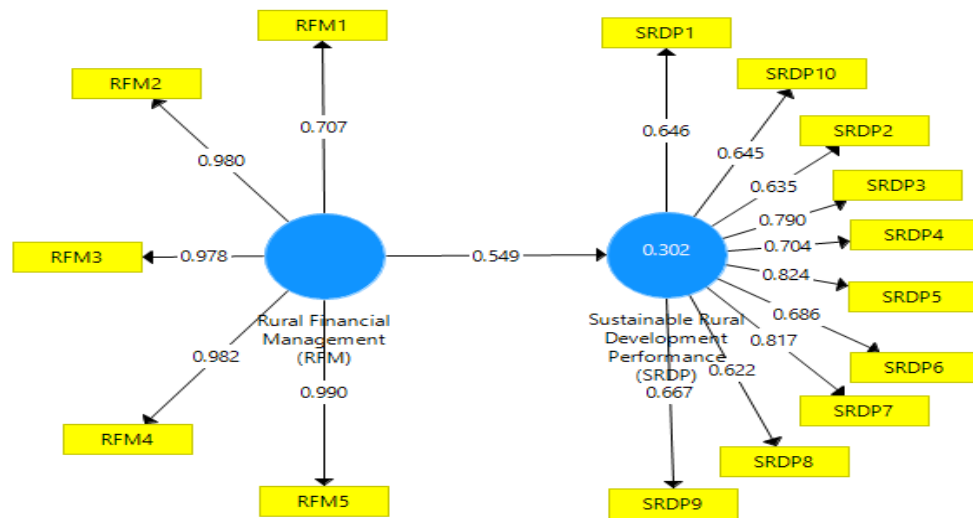 RFM1
SRDP1
RFM2
SRDP10
0.707
0.646
0.645
SRDP2
0.980
0.635
SRDP3
0.790
RFM3
0.978
0.549
0.302
0.704
SRDP4
0.824
SRDP5
0.686
Rural Financial
Management
(RFM)
Sustainable Rural
Development
Performance
(SRDP)
0.817
0.982
0.990
0.622
0.667
SRDP6
SRDP7
RFM4
SRDP8
RFM5
SRDP9